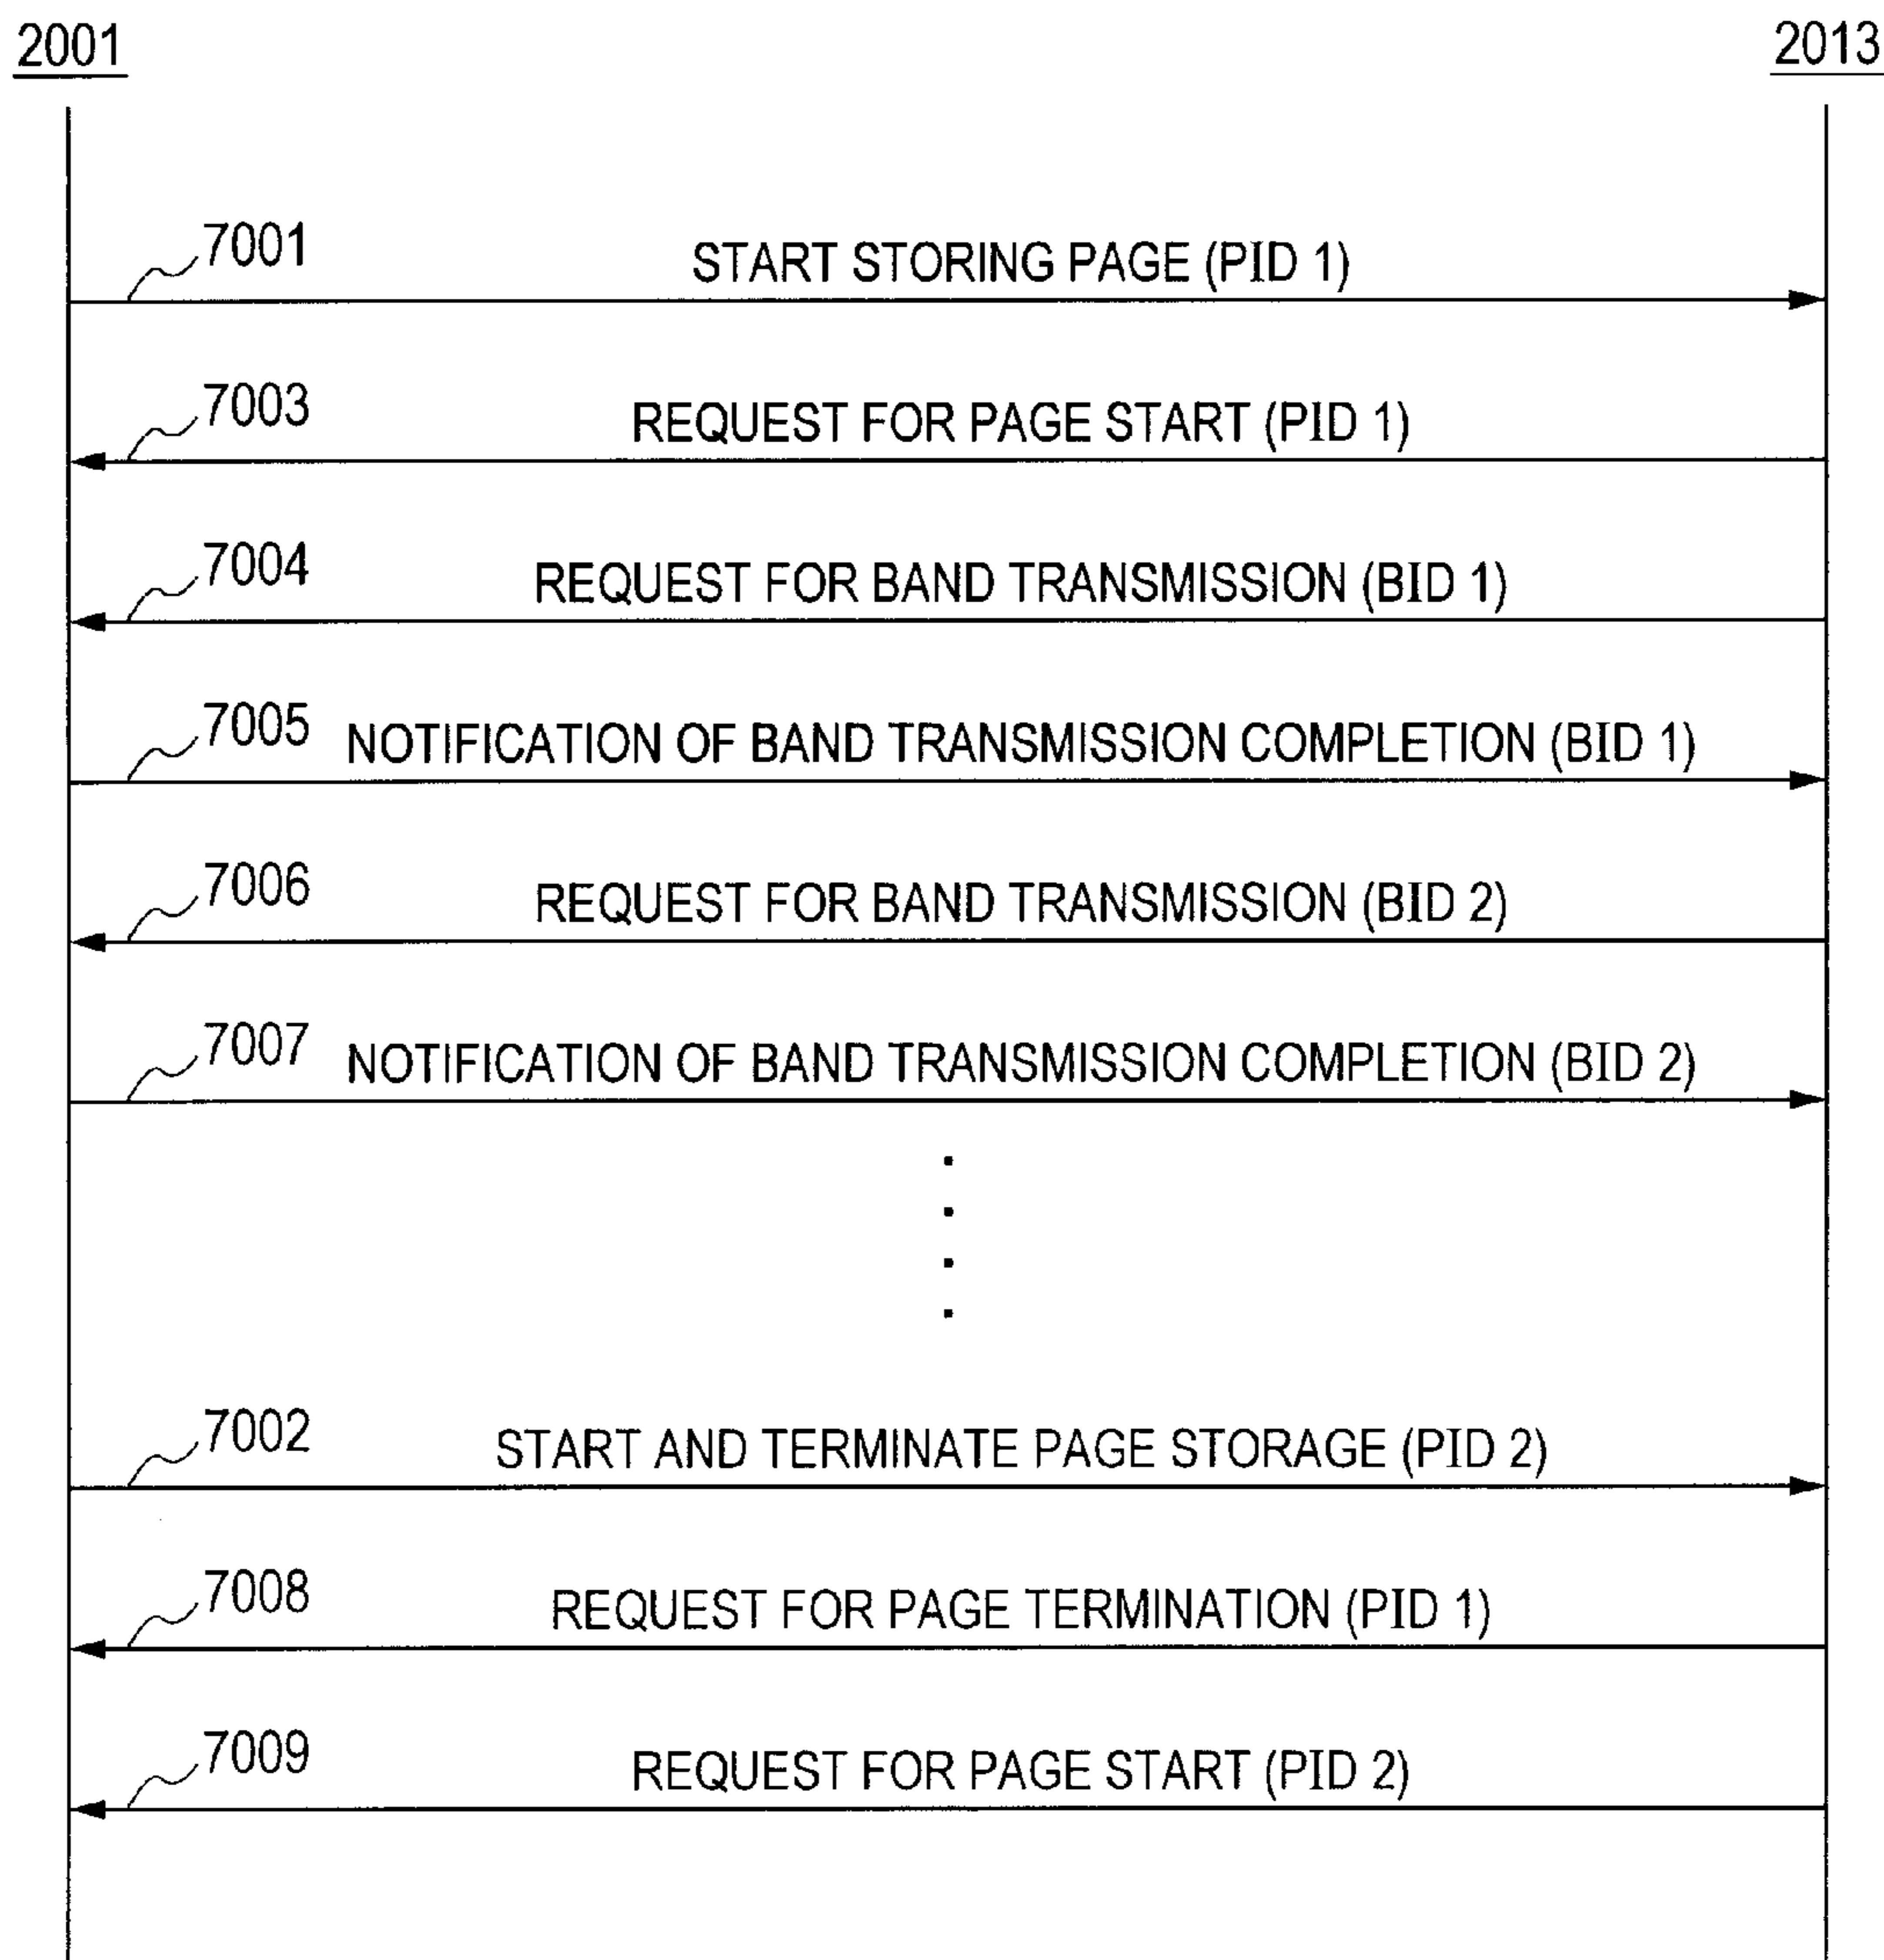 2001
2013
7001
START STORING PAGE (PID 1)
7003
REQUEST FOR PAGE START (PID 1)
7004
REQUEST FOR BAND TRANSMISSION (BID 1)
7005
NOTIFICATION OF BAND TRANSMISSION COMPLETION (BID 1)
7006
REQUEST FOR BAND TRANSMISSION (BID 2)
7007
NOTIFICATION OF BAND TRANSMISSION COMPLETION (BID 2)
7002
START AND TERMINATE PAGE STORAGE (PID 2)
7008
REQUEST FOR PAGE TERMINATION (PID 1)
7009
REQUEST FOR PAGE START (PID 2)